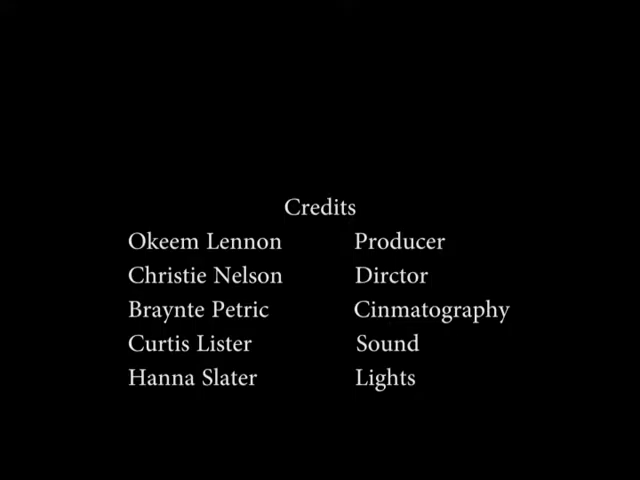 Credits
Okeem Lennon Producer
Christie Nelson Dirctor
Braynte Petric Cinmatography
Curtis Lister Sound
Hanna Slater Lights